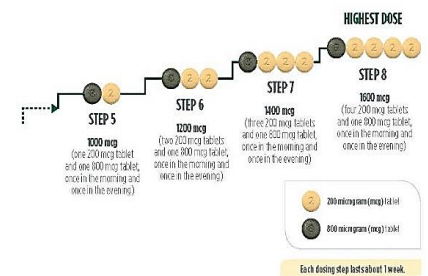 HIGHEST DOSE
STEP 5
1000 mcg
(one 200 mcg tablet
and one 800 mcg tablet,
once in the morning and
once in the evening)
STEP 6
1200 mcg
(two 200 mcg tablets
and one 800 mcg tablet,
once in the morning and
once in the evening)
STEP 7
1400 mcg
(three 200 mcg tablets
and one 800 mcg tablet,
once in the morning and
once in the evening)
STEP 8
1600 mcg
(four 200 mcg tablets
and one 800 mcg tablet,
once in the morning and
once in the evening)
2 200 microgram (mcg) tablet
8 800 microgram (mcg) tablet
Each dosing step lasts about 1 week.